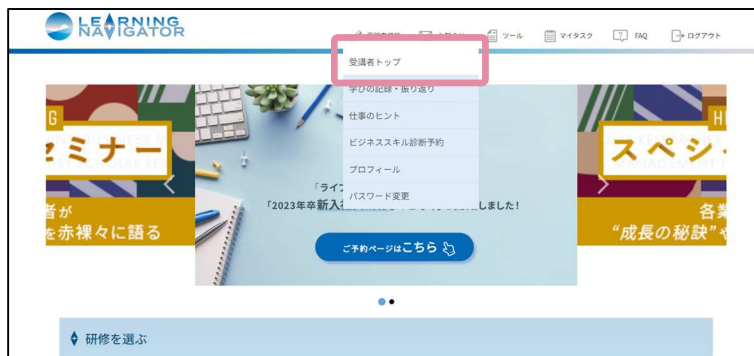 LEARNING
NAVIGATOR
ツール
マイタスク
FAQ
ログアウト
受講者トップ
学びの記録・振り返り
仕事のヒント
ビジネススキル診断予約
プロフィール
パスワード変更
G
セミナー
者が
を赤裸々に語る
「ライフ
「2023年卒新入社
しました!
ご予約ページはこちら
H
スペシャ
各業
“成長の秘訣”や
研修を選ぶ